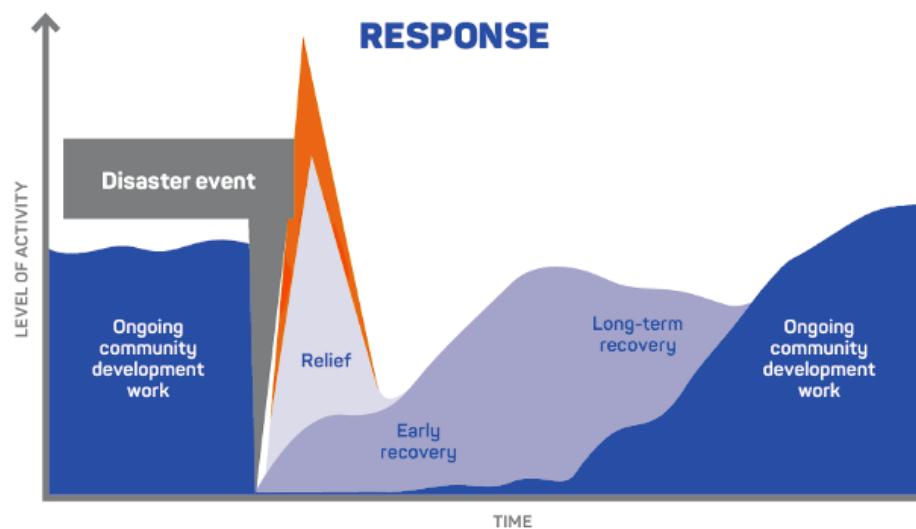 RESPONSE
Disaster event
LEVEL OF ACTIVITY
Ongoing
community
development
work
Relief
Early
recovery
Long-term
recovery
Ongoing
community
development
work
TIME